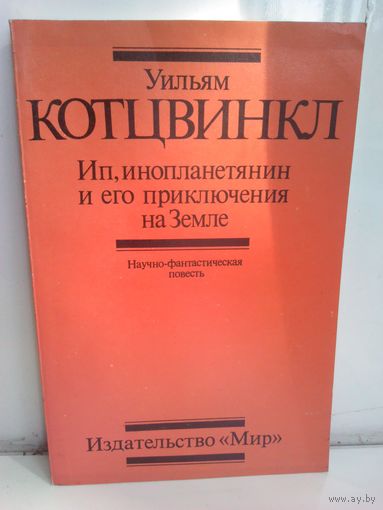 Уильям
КОТЦВИНКЛ
Ип, инопланетянин
и его приключения
на Земле
Научно-фантастическая
повесть
Издательство «Мир»
www.ay.by